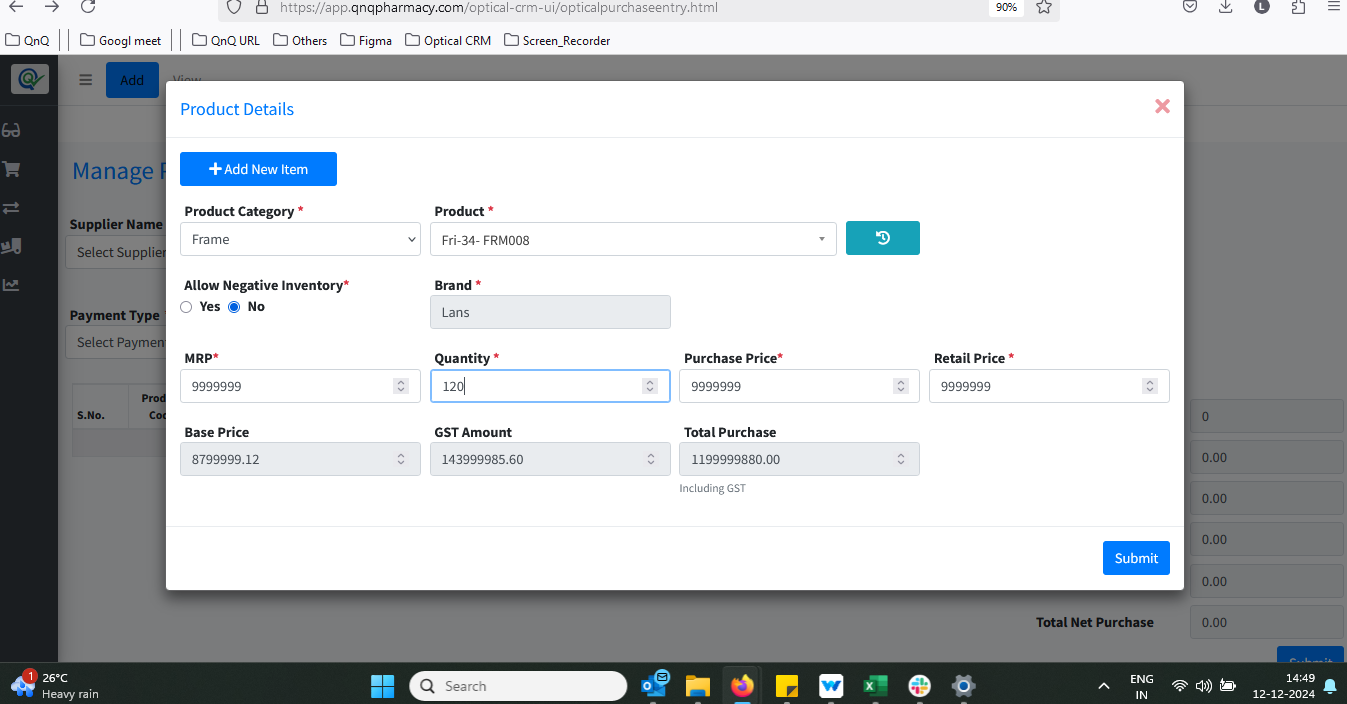 https://app.qnqpharmacy.com/optical-crm-ui/opticalpurchaseentry.html
90%
L
QnQ
Googl meet
QnQ URL
Others
Figma
Optical CRM
Screen_Recorder
Add
View
Product Details
Add New Item
Manage P
Product Category *
Product *
Frame
Fri-34- FRM008
Supplier Name
Select Supplier
Allow Negative Inventory*
Brand *
Yes
No
Lans
Payment Type
Select Paymen
MRP*
Quantity *
Purchase Price*
Retail Price *
9999999
120
9999999
9999999
S.No.
Prod
Coc
Base Price
GST Amount
Total Purchase
8799999.12
143999985.60
1199999880.00
Including GST
0
0.00
0.00
0.00
0.00
Submit
Total Net Purchase
0.00
Submit
1
26°C
Heavy rain
Search
ENG
IN
14:49
12-12-2024